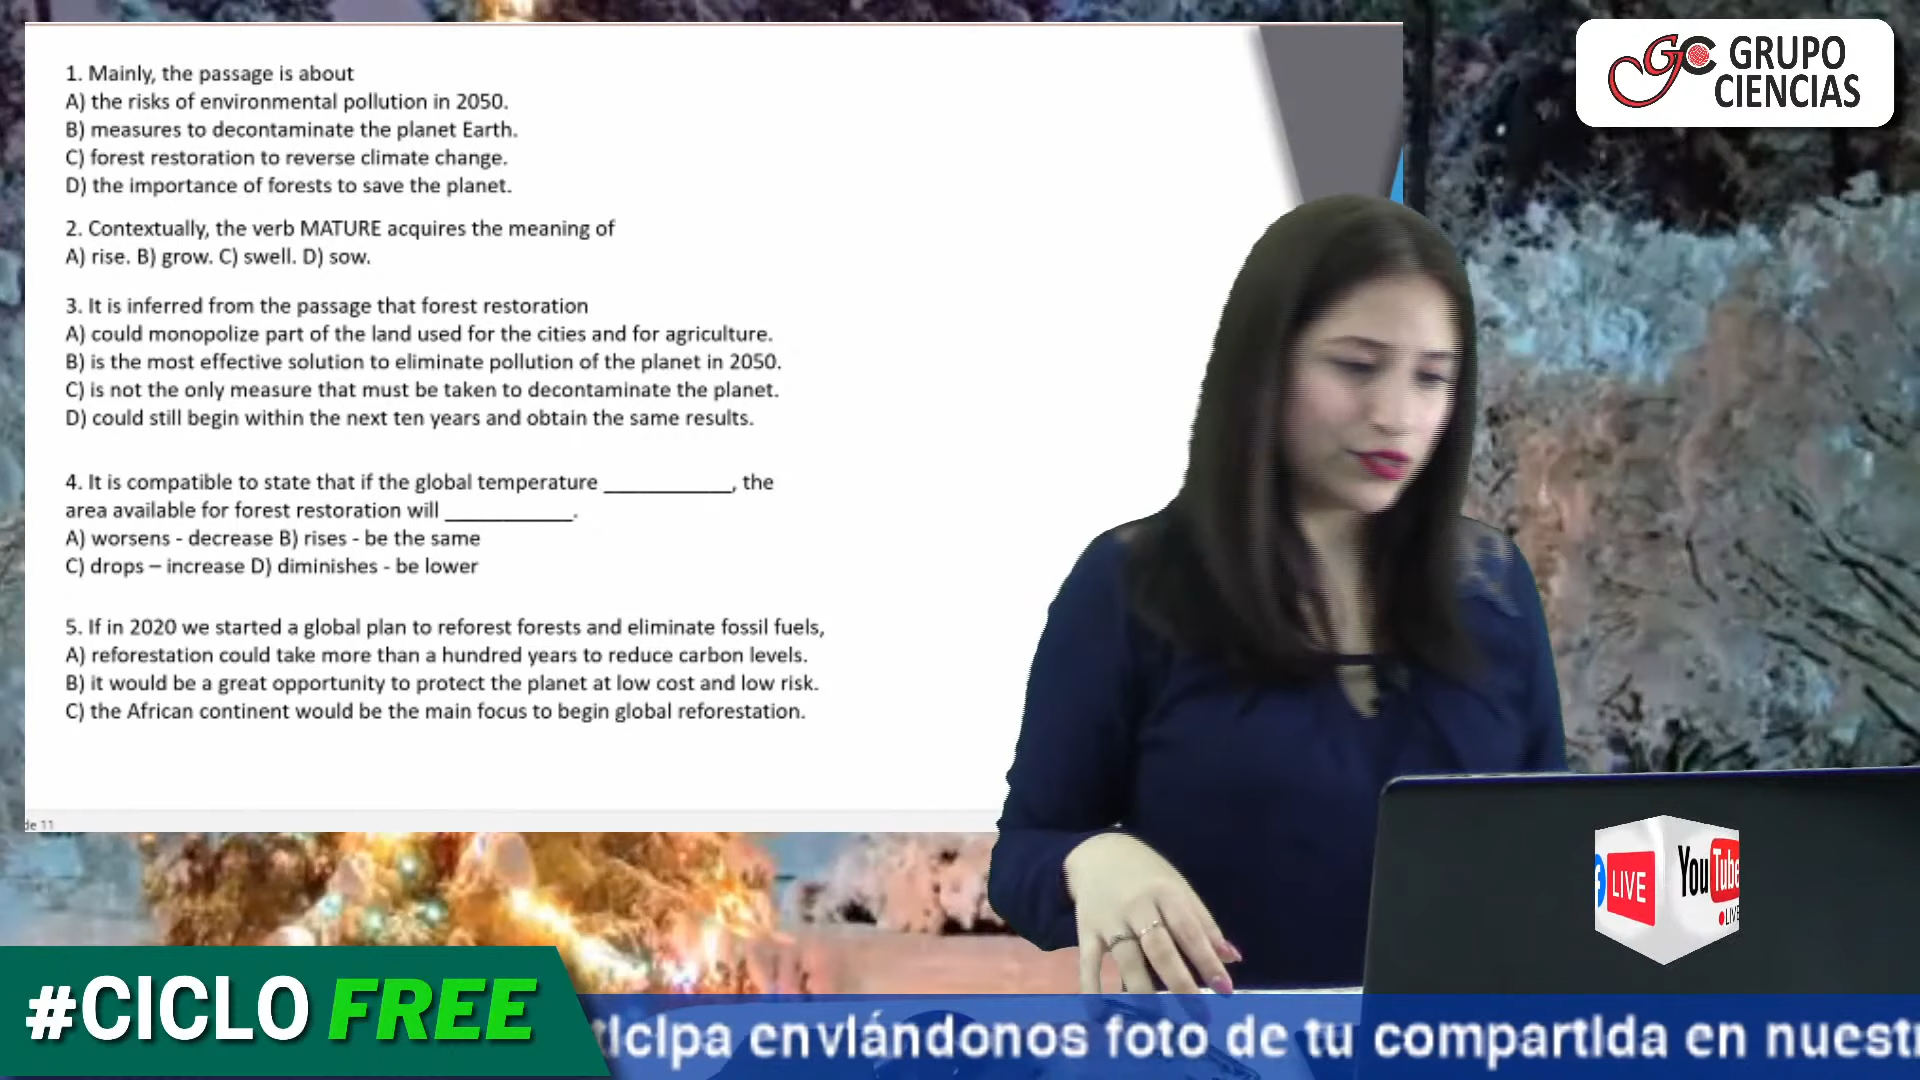 1. Mainly, the passage is about
A) the risks of environmental pollution in 2050.
B) measures to decontaminate the planet Earth.
C) forest restoration to reverse climate change.
D) the importance of forests to save the planet.
2. Contextually, the verb MATURE acquires the meaning of
A) rise. B) grow. C) swell. D) sow.
3. It is inferred from the passage that forest restoration
A) could monopolize part of the land used for the cities and for agriculture.
B) is the most effective solution to eliminate pollution of the planet in 2050.
C) is not the only measure that must be taken to decontaminate the planet.
D) could still begin within the next ten years and obtain the same results.
4. It is compatible to state that if the global temperature ___________, the
area available for forest restoration will ___________.
A) worsens - decrease B) rises - be the same
C) drops – increase D) diminishes - be lower
5. If in 2020 we started a global plan to reforest forests and eliminate fossil fuels,
A) reforestation could take more than a hundred years to reduce carbon levels.
B) it would be a great opportunity to protect the planet at low cost and low risk.
C) the African continent would be the main focus to begin global reforestation.
de 11
GC GRUPO
CIENCIAS
LIVE
YouTube
LIVE
#CICLO FREE
ticipa enviándonos foto de tu compartida en nuest